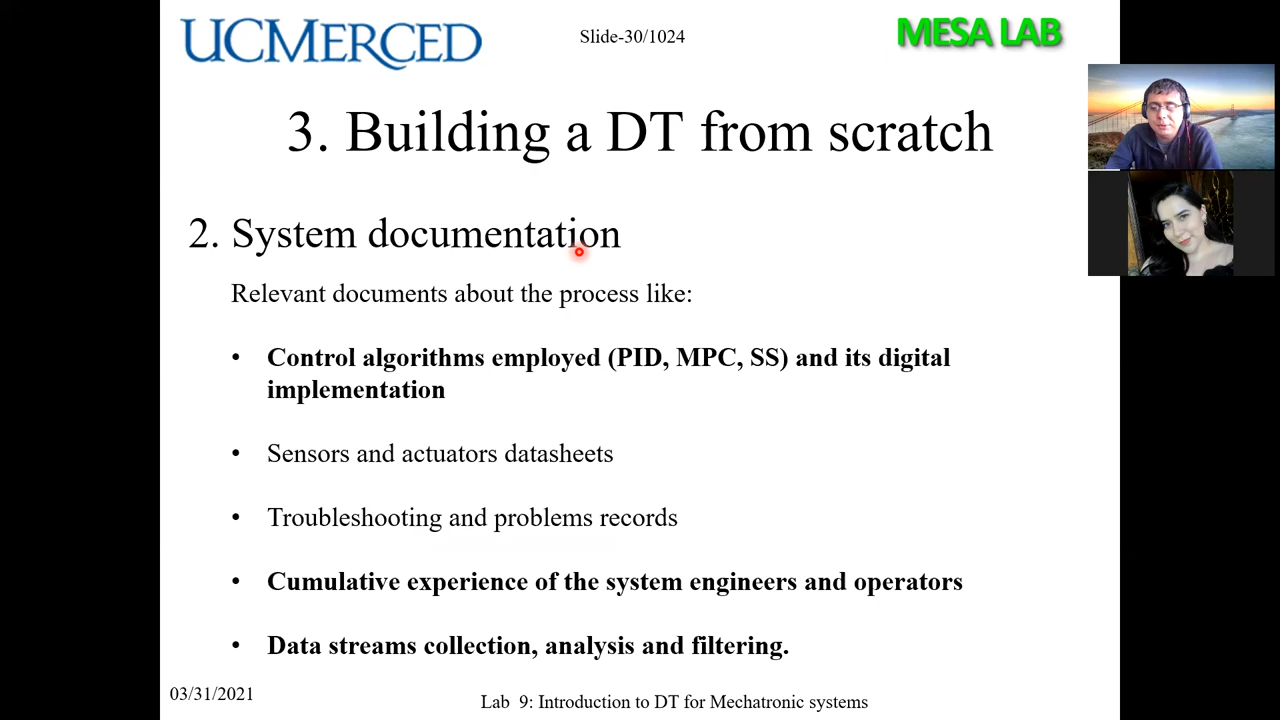 UCMERCED
Slide-30/1024
MESA LAB
3. Building a DT from scratch
2. System documentation
Relevant documents about the process like:
• Control algorithms employed (PID, MPC, SS) and its digital
implementation
• Sensors and actuators datasheets
• Troubleshooting and problems records
• Cumulative experience of the system engineers and operators
• Data streams collection, analysis and filtering.
03/31/2021
Lab 9: Introduction to DT for Mechatronic systems